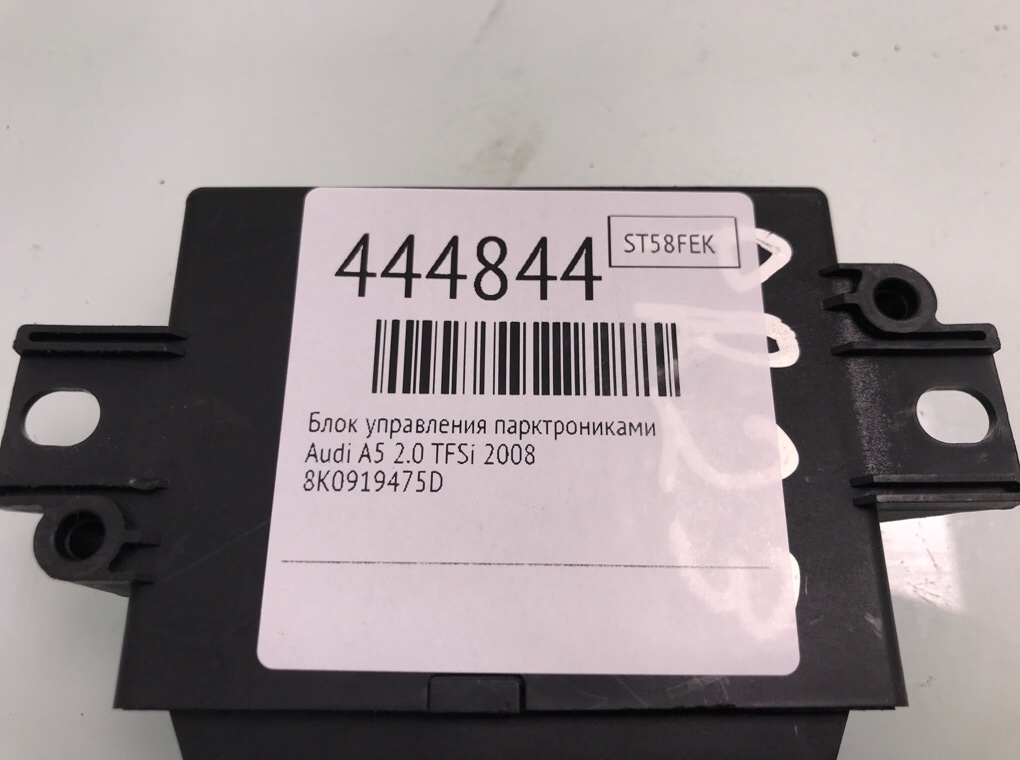 444844
ST58FEK
Блок управления парктрониками
Audi A5 2.0 TFSi 2008
8K0919475D